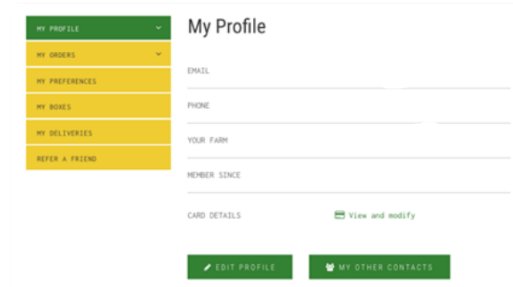 MY PROFILE
MY ORDERS
MY PREFERENCES
MY BOXES
MY DELIVERIES
REFER A FRIEND
My Profile
EMAIL
PHONE
YOUR FARM
MEMBER SINCE
CARD DETAILS
View and modify
EDIT PROFILE
MY OTHER CONTACTS